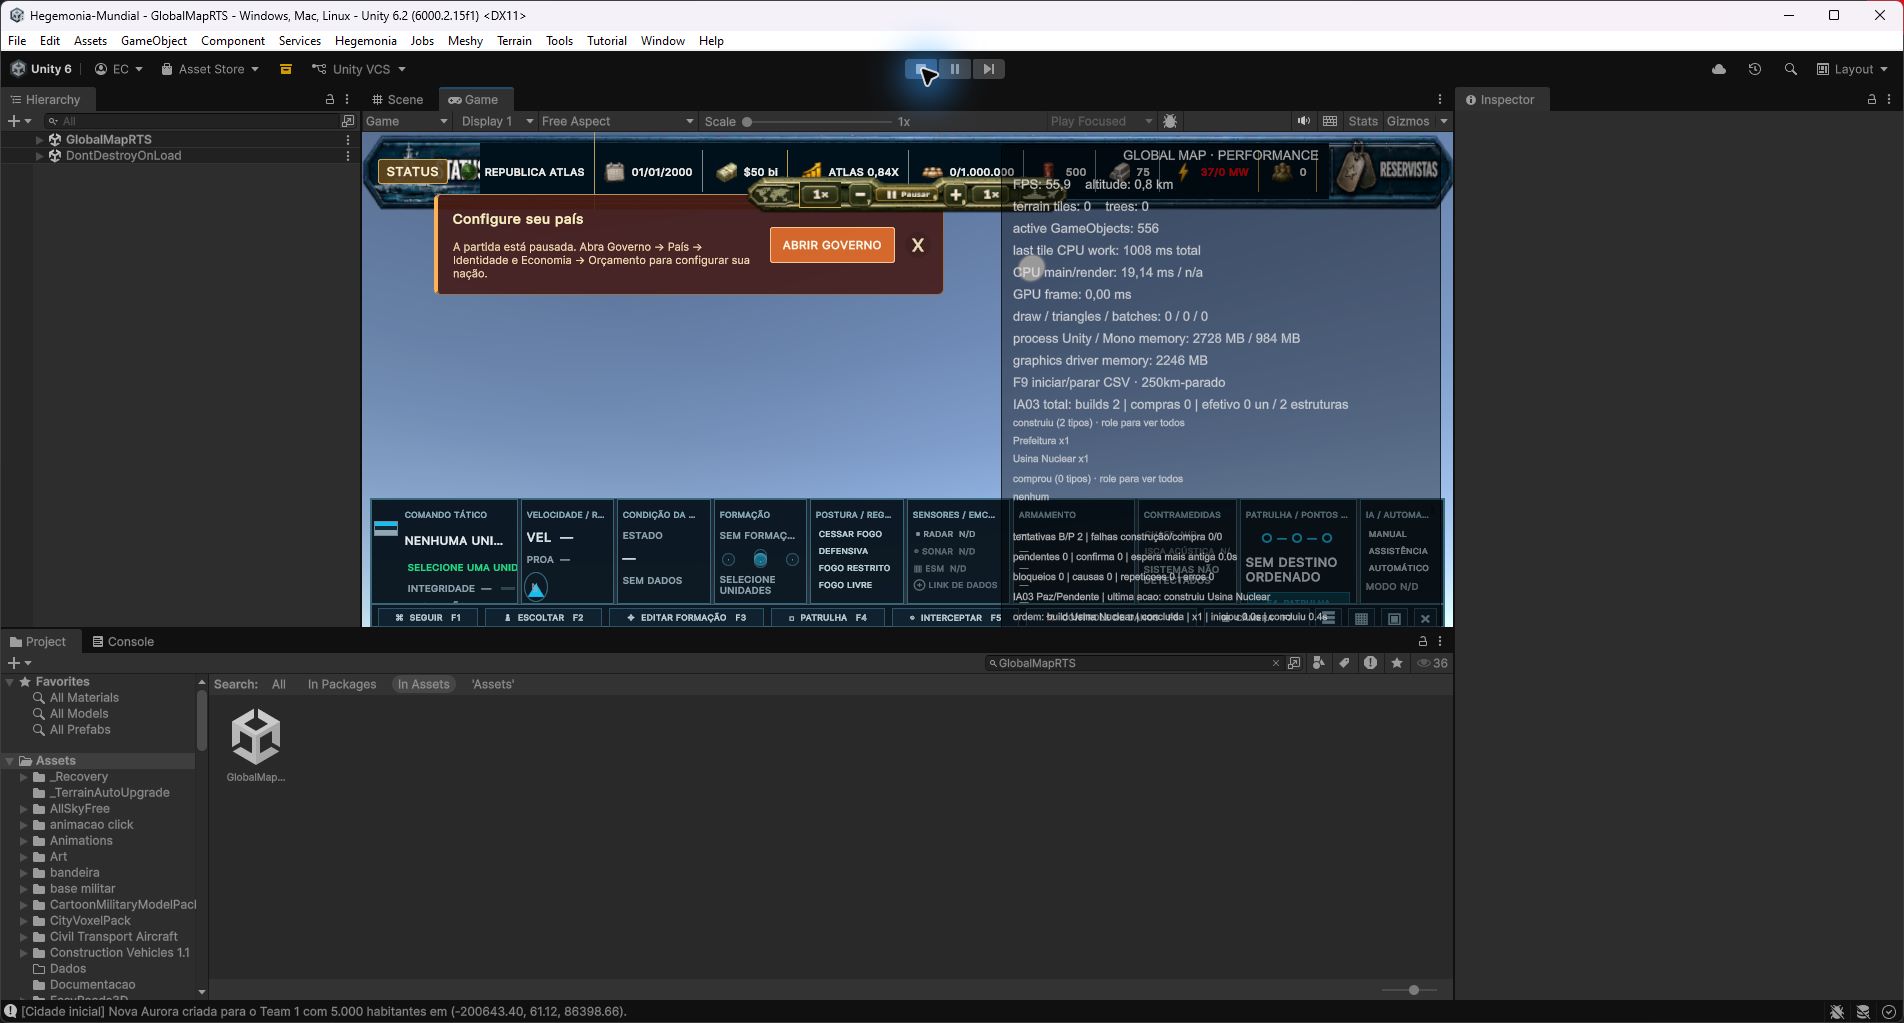 Hegemonia-Mundial - GlobalMapRTS - Windows, Mac, Linux - Unity 6.2 (6000.2.15f1) <DX11>
File Edit Assets GameObject Component Services Hegemonia Jobs Meshy Terrain Tools Tutorial Window Help
Unity 6 EC Asset Store Unity VCS Layout
Hierarchy Scene Game Inspector
All Game Display 1 Free Aspect Scale 1x Play Focused Stats Gizmos
GlobalMapRTS
DontDestroyOnLoad
STATUS REPUBLICA ATLAS 01/01/2000 $50 bi ATLAS 0,84X 0/1.000.000 500 75 37/0 MW 0 RESERVISTAS
GLOBAL MAP · PERFORMANCE
1× − Pausar + 1×
Configure seu país
A partida está pausada. Abra Governo → País →
Identidade e Economia → Orçamento para configurar sua
nação.
ABRIR GOVERNO X
FPS: 55,9 altitude: 0,8 km
terrain tiles: 0 trees: 0
active GameObjects: 556
last tile CPU work: 1008 ms total
CPU main/render: 19,14 ms / n/a
GPU frame: 0,00 ms
draw / triangles / batches: 0 / 0 / 0
process Unity / Mono memory: 2728 MB / 984 MB
graphics driver memory: 2246 MB
F9 iniciar/parar CSV · 250km-parado
IA03 total: builds 2 | compras 0 | efetivo 0 un / 2 estruturas
construiu (2 tipos) · role para ver todos
Prefeitura x1
Usina Nuclear x1
comprou (0 tipos) · role para ver todos
nenhum
tentativas B/P 2 | falhas construção/compra 0/0
pendentes 0 | confirma 0 | espera mais antiga 0.0s
bloqueios 0 | causas 0 | repeticoes 0 | erros 0
IA03 Paz/Pendente | ultima acao: construiu Usina Nuclear
COMANDO TÁTICO
NENHUMA UNI...
SELECIONE UMA UNID
INTEGRIDADE —
VELOCIDADE / R...
VEL —
PROA —
CONDIÇÃO DA ...
ESTADO
—
SEM DADOS
FORMAÇÃO
SEM FORMAÇ...
SELECIONE
UNIDADES
POSTURA / REG...
CESSAR FOGO
DEFENSIVA
FOGO RESTRITO
FOGO LIVRE
SENSORES / EMC...
RADAR N/D
SONAR N/D
ESM N/D
LINK DE DADOS
ARMAMENTO
CONTRAMEDIDAS
PATRULHA / PONTOS ...
SEM DESTINO
ORDENADO
IA / AUTOMA...
MANUAL
ASSISTÊNCIA
AUTOMÁTICO
MODO N/D
SEGUIR F1 ESCOLTAR F2 EDITAR FORMAÇÃO F3 PATRULHA F4 INTERCEPTAR F5
Project Console
GlobalMapRTS 36
Favorites
All Materials
All Models
All Prefabs
Assets
_Recovery
_TerrainAutoUpgrade
AllSkyFree
animacao click
Animations
Art
bandeira
base militar
CartoonMilitaryModelPacl
CityVoxelPack
Civil Transport Aircraft
Construction Vehicles 1.1
Dados
Documentacao
Search: All In Packages In Assets 'Assets'
GlobalMap...
[Cidade inicial] Nova Aurora criada para o Team 1 com 5.000 habitantes em (-200643.40, 61.12, 86398.66).